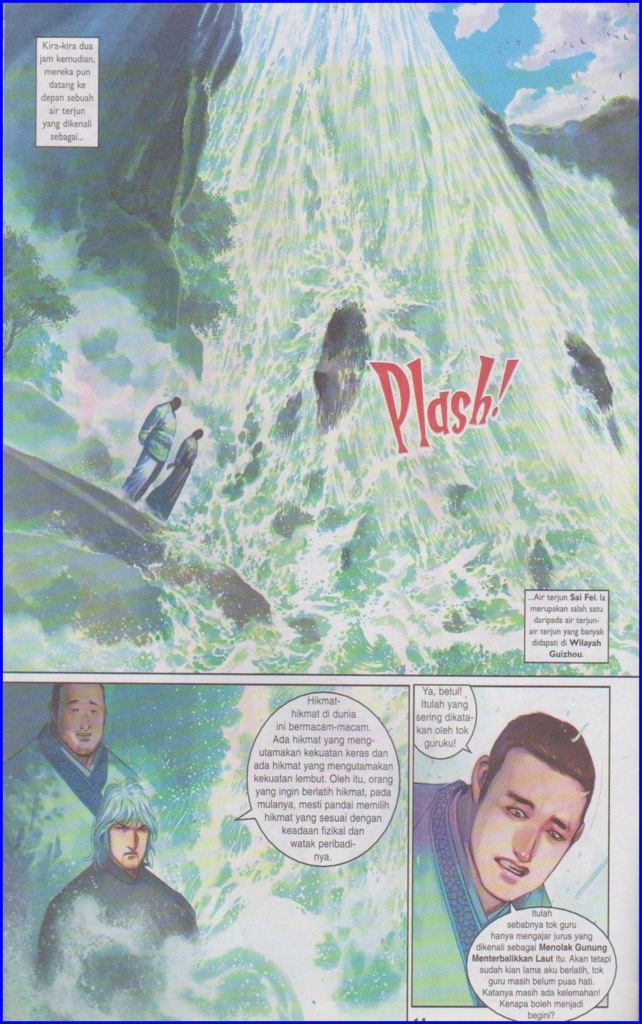 Kira-kira dua
jam kemudian,
mereka pun
datang ke
depan sebuah
air terjun
yang dikenali
sebagai...
Plash!
...Air terjun Sai Fei. Ia
merupakan salah satu
daripada air terjun-
air terjun yang banyak
didapati di Wilayah
Guizhou.
Hikmat-
hikmat di dunia
ini bermacam-macam.
Ada hikmat yang meng-
utamakan kekuatan keras dan
ada hikmat yang mengutamakan
kekuatan lembut. Oleh itu, orang
yang ingin berlatih hikmat, pada
mulanya, mesti pandai memilih
hikmat yang sesuai dengan
keadaan fizikal dan
watak peribadi-
nya.
Ya, betul!
Itulah yang
sering dikata-
kan oleh tok
guruku!
Itulah
sebabnya tok guru
hanya mengajar jurus yang
dikenali sebagai Menolak Gunung
Menterbalikkan Laut itu. Akan tetapi
sudah kian lama aku berlatih, tok
guru masih belum puas hati.
Katanya masih ada kelemahan!
Kenapa boleh menjadi
begini?